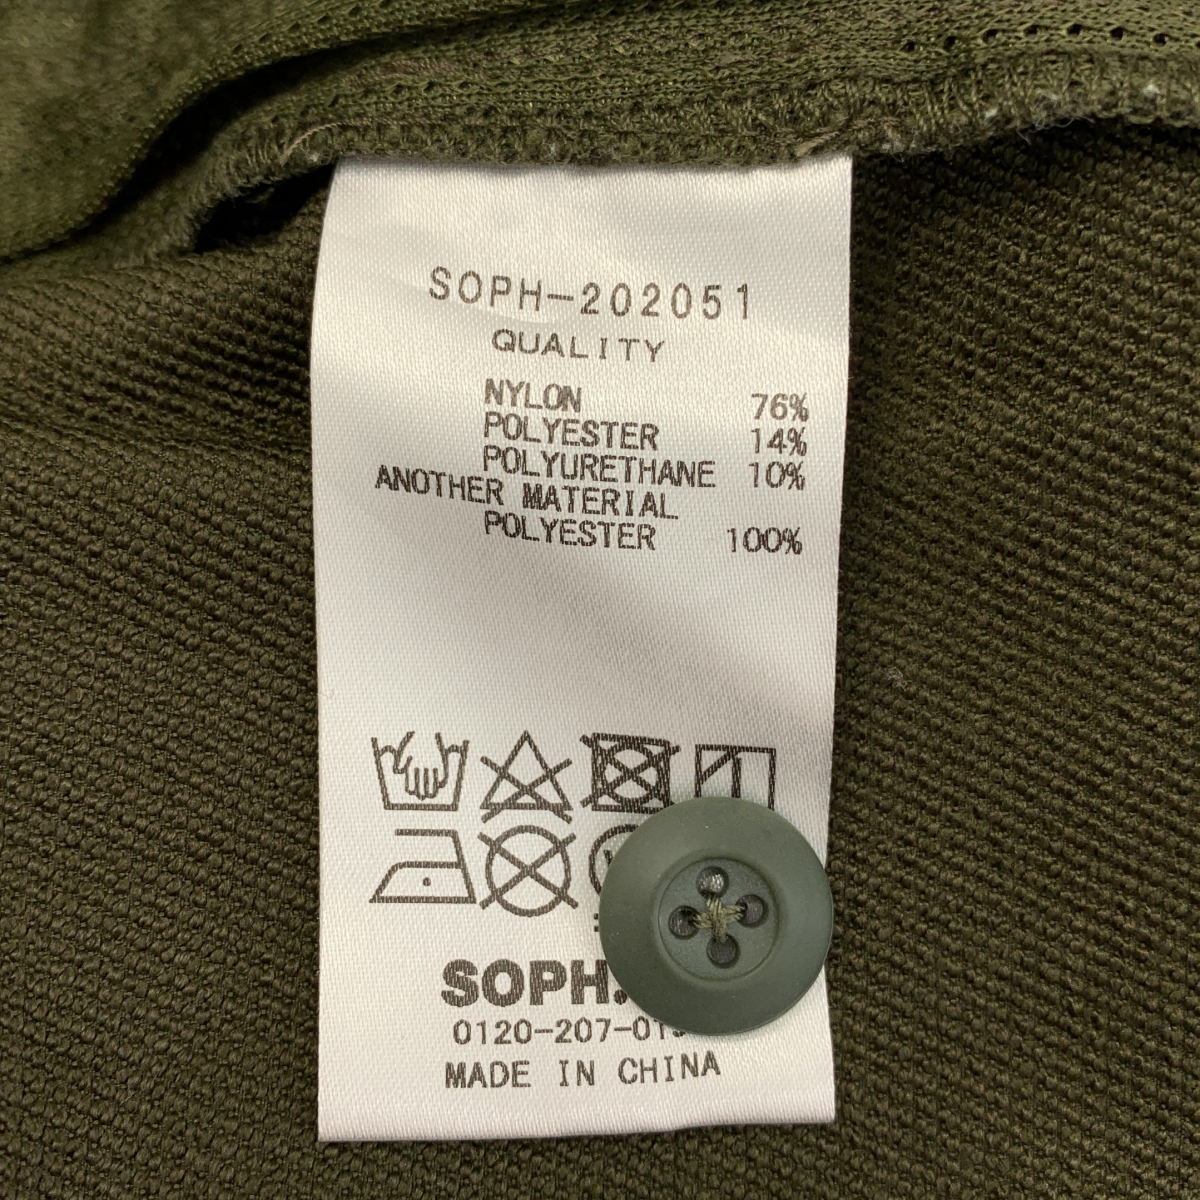 SOPH-202051
QUALITY
NYLON 76%
POLYESTER 14%
POLYURETHANE 10%
ANOTHER MATERIAL
POLYESTER 100%
SOPH.
MADE IN CHINA